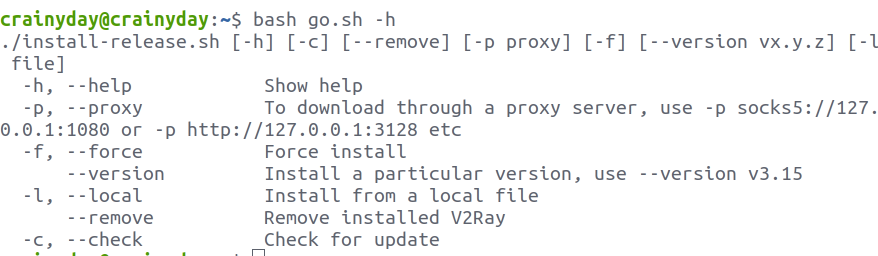 crainyday@crainyday:~$ bash go.sh -h
./install-release.sh [-h] [-c] [--remove] [-p proxy] [-f] [--version vx.y.z] [-l
 file]
  -h, --help            Show help
  -p, --proxy           To download through a proxy server, use -p socks5://127.
0.0.1:1080 or -p http://127.0.0.1:3128 etc
  -f, --force           Force install
      --version         Install a particular version, use --version v3.15
  -l, --local           Install from a local file
      --remove          Remove installed V2Ray
  -c, --check           Check for update